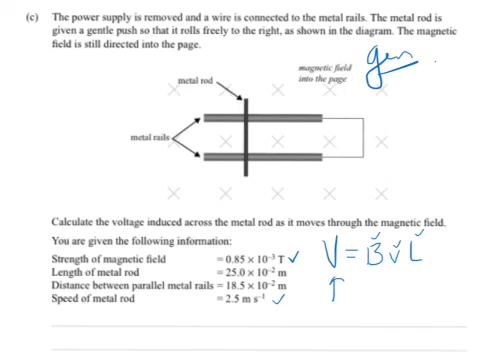 (c) The power supply is removed and a wire is connected to the metal rails. The metal rod is
given a gentle push so that it rolls freely to the right, as shown in the diagram. The magnetic
field is still directed into the page.
gen
magnetic field
into the page
metal rod
metal rails
Calculate the voltage induced across the metal rod as it moves through the magnetic field.
You are given the following information:
Strength of magnetic field = 0.85 × 10⁻³ T ✓
Length of metal rod = 25.0 × 10⁻² m
Distance between parallel metal rails = 18.5 × 10⁻² m
Speed of metal rod = 2.5 m s⁻¹ ✓
V = B v L